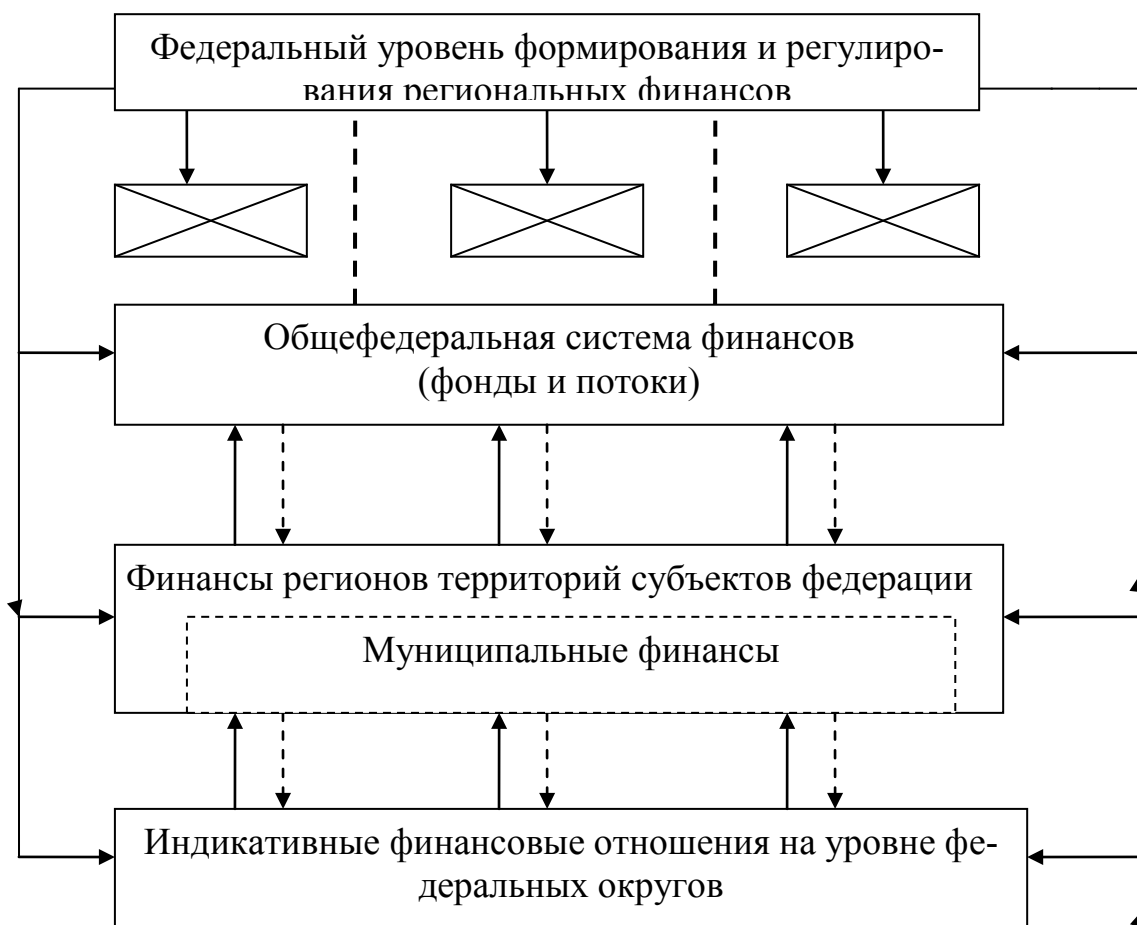 Федеральный уровень формирования и регулиро-
вания региональных финансов
Общефедеральная система финансов
(фонды и потоки)
Финансы регионов территорий субъектов федерации
Муниципальные финансы
Индикативные финансовые отношения на уровне фе-
деральных округов